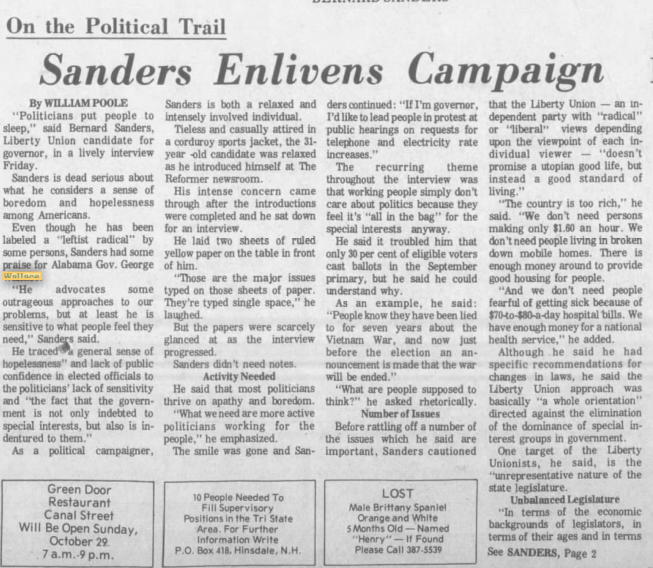 On the Political Trail
Sanders Enlivens Campaign
By WILLIAM POOLE
"Politicians put people to
sleep," said Bernard Sanders,
Liberty Union candidate for
governor, in a lively interview
Friday.
Sanders is dead serious about
what he considers a sense of
boredom and hopelessness
among Americans.
Even though he has been
labeled a "leftist radical" by
some persons, Sanders had some
praise for Alabama Gov. George
Wallace.
"He advocates some
outrageous approaches to our
problems, but at least he is
sensitive to what people feel they
need," Sanders said.
He traced a general sense of
hopelessness" and lack of public
confidence in elected officials to
the politicians' lack of sensitivity
and "the fact that the govern-
ment is not only indebted to
special interests, but also is in-
dentured to them."
As a political campaigner,
Sanders is both a relaxed and
intensely involved individual.
Tieless and casually attired in
a corduroy sports jacket, the 31-
year -old candidate was relaxed
as he introduced himself at The
Reformer newsroom.
His intense concern came
through after the introductions
were completed and he sat down
for an interview.
He laid two sheets of ruled
yellow paper on the table in front
of him.
"Those are the major issues
typed on those sheets of paper.
They're typed single space," he
laughed.
But the papers were scarcely
glanced at as the interview
progressed.
Sanders didn't need notes.
Activity Needed
He said that most politicians
thrive on apathy and boredom.
"What we need are more active
politicians working for the
people," he emphasized.
The smile was gone and San-
ders continued: "If I'm governor,
I'd like to lead people in protest at
public hearings on requests for
telephone and electricity rate
increases."
The recurring theme
throughout the interview was
that working people simply don't
care about politics because they
feel it's "all in the bag" for the
special interests anyway.
He said it troubled him that
only 30 per cent of eligible voters
cast ballots in the September
primary, but he said he could
understand why.
As an example, he said:
"People know they have been lied
to for seven years about the
Vietnam War, and now just
before the election an an-
nouncement is made that the war
will be ended."
"What are people supposed to
think?" he asked rhetorically.
Number of Issues
Before rattling off a number of
the issues which he said are
important, Sanders cautioned
that the Liberty Union — an in-
dependent party with "radical"
or "liberal" views depending
upon the viewpoint of each in-
dividual viewer — "doesn't
promise a utopian good life, but
instead a good standard of
living."
"The country is too rich," he
said. "We don't need persons
making only $1.60 an hour. We
don't need people living in broken
down mobile homes. There is
enough money around to provide
good housing for people.
"And we don't need people
fearful of getting sick because of
$70-to-$80-a-day hospital bills. We
have enough money for a national
health service," he added.
Although he said he had
specific recommendations for
changes in laws, he said the
Liberty Union approach was
basically "a whole orientation"
directed against the elimination
of the dominance of special in-
terest groups in government.
One target of the Liberty
Unionists, he said, is the
"unrepresentative nature of the
state legislature.
Unbalanced Legislature
"In terms of the economic
backgrounds of legislators, in
terms of their ages and in terms
See SANDERS, Page 2
Green Door
Restaurant
Canal Street
Will Be Open Sunday,
October 29.
7 a.m.-9 p.m.
10 People Needed To
Fill Supervisory
Positions in the Tri State
Area. For Further
Information Write
P.O. Box 418, Hinsdale, N.H.
LOST
Male Brittany Spaniel
Orange and White
5 Months Old — Named
"Henry" — If Found
Please Call 387-5539